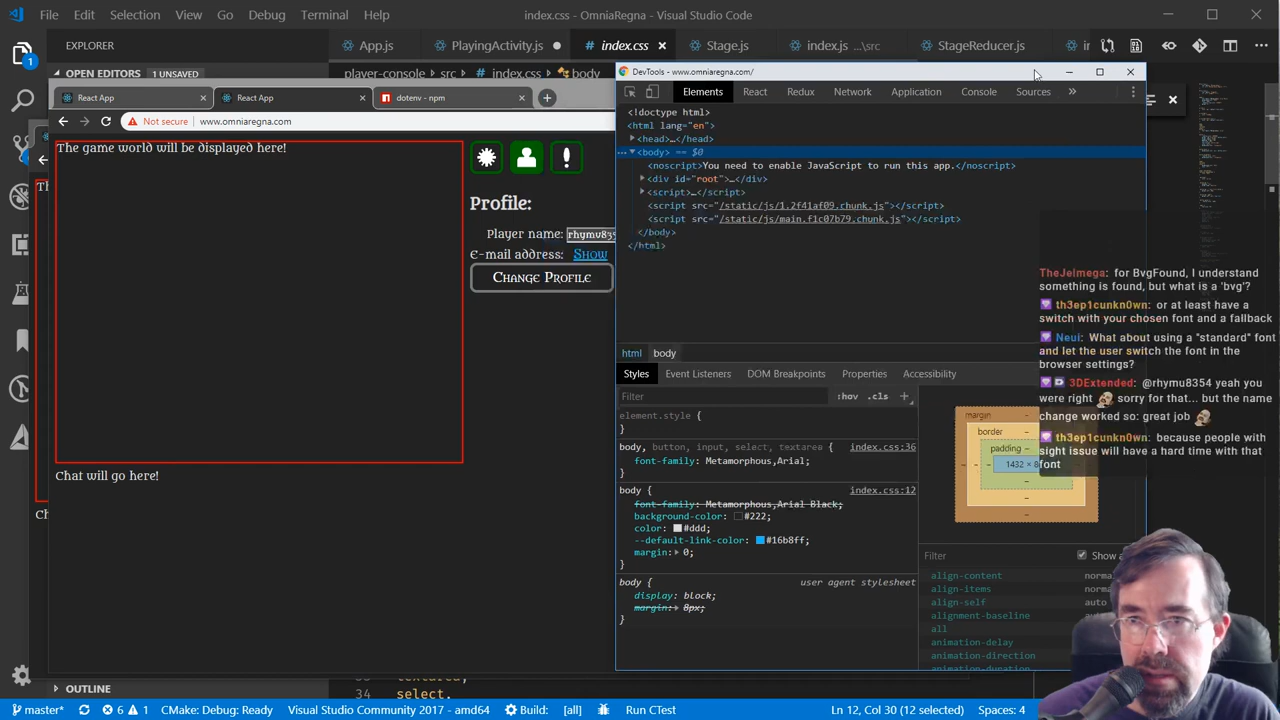 File Edit Selection View Go Debug Terminal Help index.css - OmniaRegna - Visual Studio Code
EXPLORER App.js PlayingActivity.js index.css Stage.js index.js ...\src StageReducer.js
OPEN EDITORS 1 UNSAVED player-console › src › index.css › body
React App React App dotenv - npm
Not secure www.omniaregna.com
DevTools - www.omniaregna.com/
Elements React Redux Network Application Console Sources
The game world will be displayed here!
Profile:
Player name: rhymu835
E-mail address: Show
Change Profile
Chat will go here!
<!doctype html>
<html lang="en">
<head>…</head>
<body> == $0
<noscript>You need to enable JavaScript to run this app.</noscript>
<div id="root">…</div>
<script>…</script>
<script src="/static/js/1.2f41af09.chunk.js"></script>
<script src="/static/js/main.f1c07b79.chunk.js"></script>
</body>
</html>
html body
Styles Event Listeners DOM Breakpoints Properties Accessibility
Filter :hov .cls +
element.style {
}
body, button, input, select, textarea { index.css:36
font-family: Metamorphous,Arial;
}
body { index.css:12
font-family: Metamorphous,Arial Black;
background-color: #222;
color: #ddd;
--default-link-color: #16b8ff;
margin: 0;
}
body { user agent stylesheet
display: block;
margin: 8px;
}
margin -
border -
padding -
1432 × 8
Filter Show a
align-content norma
align-items norma
align-self auto
alignment-baseline auto
all
animation-delay
animation-direction
animation-duration
TheJelmega: for BvgFound, I understand
something is found, but what is a 'bvg'?
th3ep1cunkn0wn: or at least have a
switch with your chosen font and a fallback
Neui: What about using a "standard" font
and let the user switch the font in the
browser settings?
3DExtended: @rhymu8354 yeah you
were right sorry for that... but the name
change worked so: great job
th3ep1cunkn0wn: because people with
sight issue will have a hard time with that
font
OUTLINE
34 select,
master* 6 1 CMake: Debug: Ready Visual Studio Community 2017 - amd64 Build: [all] Run CTest Ln 12, Col 30 (12 selected) Spaces: 4